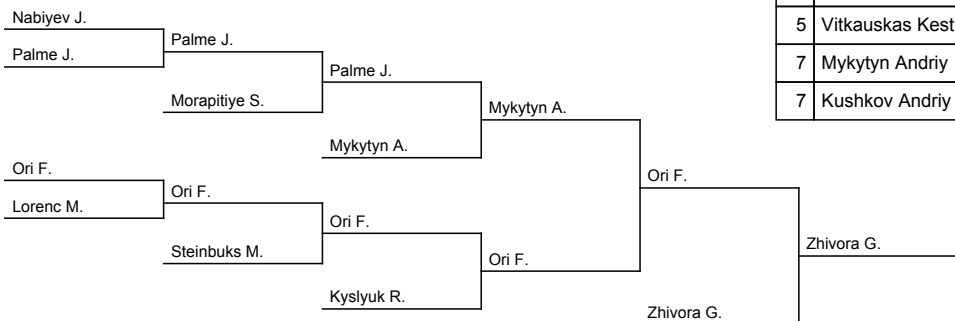 Nabiyev J.
Palme J.
Palme J.
Morapitiye S.
Palme J.
Mykytyn A.
Mykytyn A.
Ori F.
Lorenc M.
Ori F.
Steinbuks M.
Ori F.
Kyslyuk R.
Ori F.
Ori F.
Zhivora G.
Zhivora G.
5 Vitkauskas Kest
7 Mykytyn Andriy
7 Kushkov Andriy